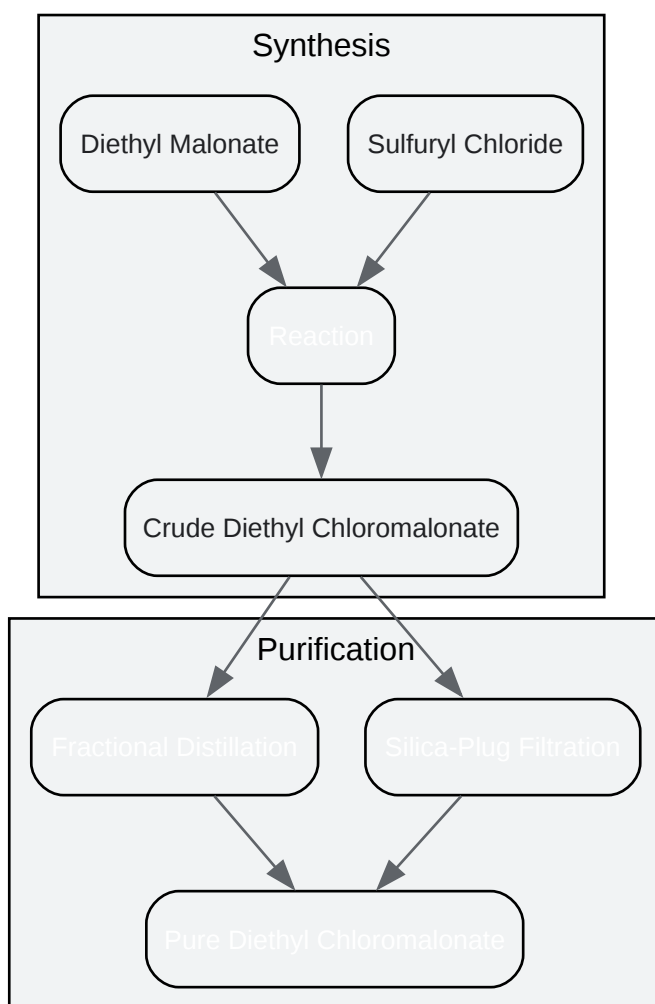 Synthesis
Diethyl Malonate
Sulfuryl Chloride
Reaction
Crude Diethyl Chloromalonate
Purification
Fractional Distillation
Silica-Plug Filtration
Pure Diethyl Chloromalonate